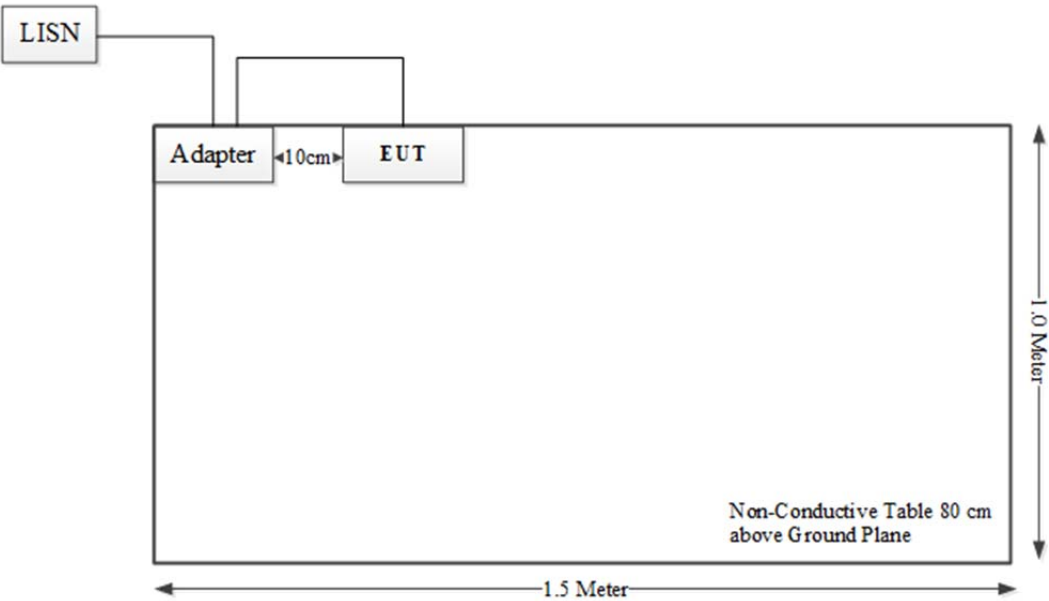 LISN
Adapter
10cm
EUT
1.0 Meter
Non-Conductive Table 80 cm
above Ground Plane
1.5 Meter